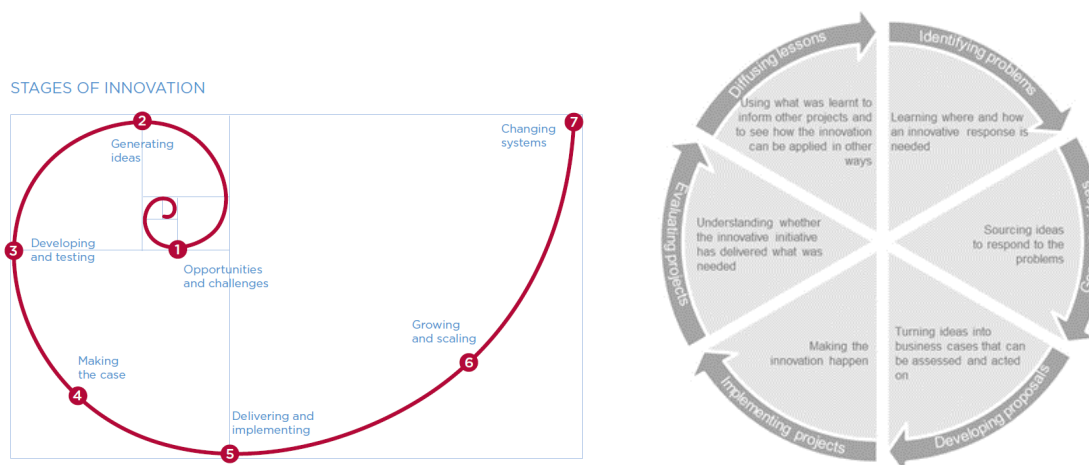 STAGES OF INNOVATION
2
Generating
ideas
7
Changing
systems
3
Developing
and testing
1
Opportunities
and challenges
Growing
and scaling
6
Making
the case
4
Delivering and
implementing
5
Diffusing lessons
Identifying problems
Using what was learnt to
inform other projects and
to see how the innovation
can be applied in other
ways
Learning where and how
an innovative response is
needed
Evaluating projects
Understanding whether
the innovative initiative
has delivered what was
needed
Sourcing ideas
to respond to the
problems
Making the
innovation happen
Turning ideas into
business cases that can
be assessed and acted
on
Implementing projects
Developing proposals